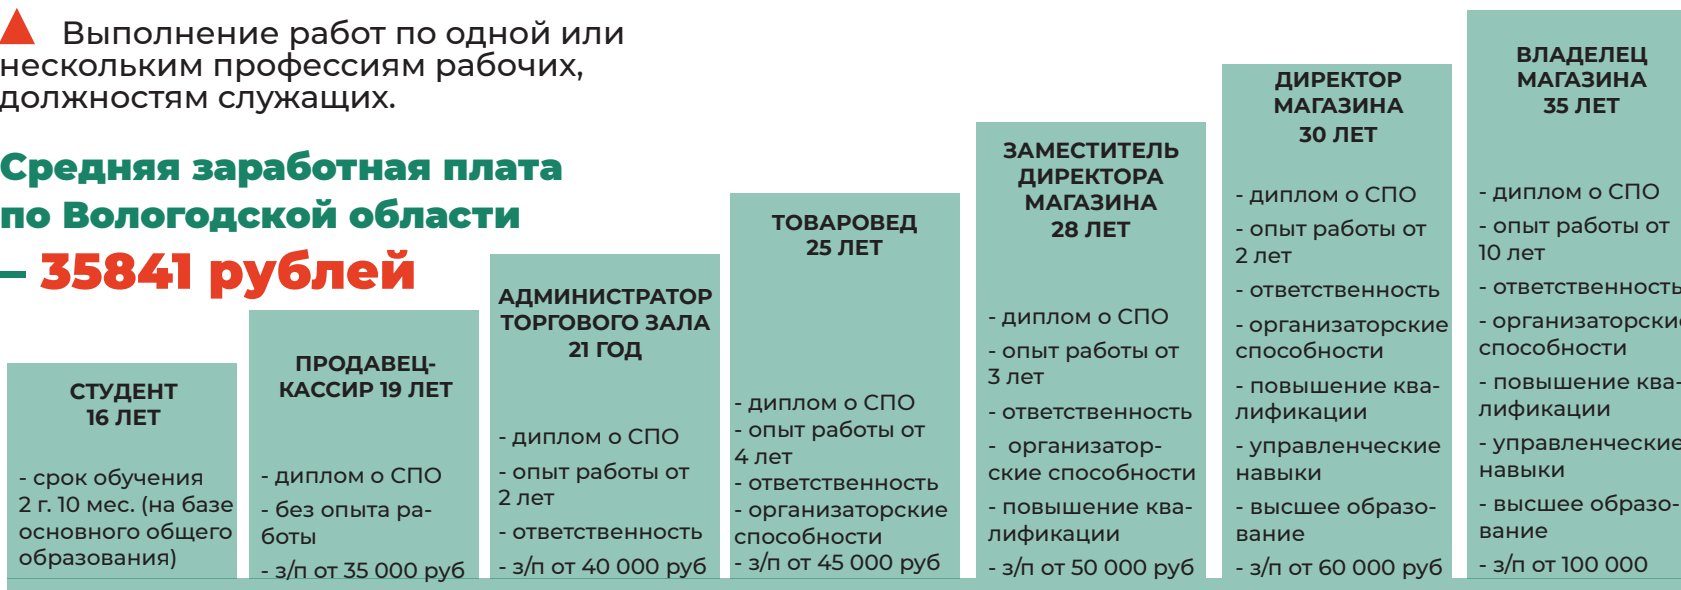 Выполнение работ по одной или
нескольким профессиям рабочих,
должностям служащих.
Средняя заработная плата
по Вологодской области
– 35841 рублей
СТУДЕНТ
16 ЛЕТ
- срок обучения
2 г. 10 мес. (на базе
основного общего
образования)
ПРОДАВЕЦ-
КАССИР 19 ЛЕТ
- диплом о СПО
- без опыта ра-
боты
- з/п от 35 000 руб
АДМИНИСТРАТОР
ТОРГОВОГО ЗАЛА
21 ГОД
- диплом о СПО
- опыт работы от
2 лет
- ответственность
- з/п от 40 000 руб
ТОВАРОВЕД
25 ЛЕТ
- диплом о СПО
- опыт работы от
4 лет
- ответственность
- организаторские
способности
- з/п от 45 000 руб
ЗАМЕСТИТЕЛЬ
ДИРЕКТОРА
МАГАЗИНА
28 ЛЕТ
- диплом о СПО
- опыт работы от
3 лет
- ответственность
- организатор-
ские способности
- повышение ква-
лификации
- з/п от 50 000 руб
ДИРЕКТОР
МАГАЗИНА
30 ЛЕТ
- диплом о СПО
- опыт работы от
2 лет
- ответственность
- организаторские
способности
- повышение ква-
лификации
- управленческие
навыки
- высшее образо-
вание
- з/п от 60 000 руб
ВЛАДЕЛЕЦ
МАГАЗИНА
35 ЛЕТ
- диплом о СПО
- опыт работы от
10 лет
- ответственность
- организаторские
способности
- повышение ква-
лификации
- управленческие
навыки
- высшее образо-
вание
- з/п от 100 000